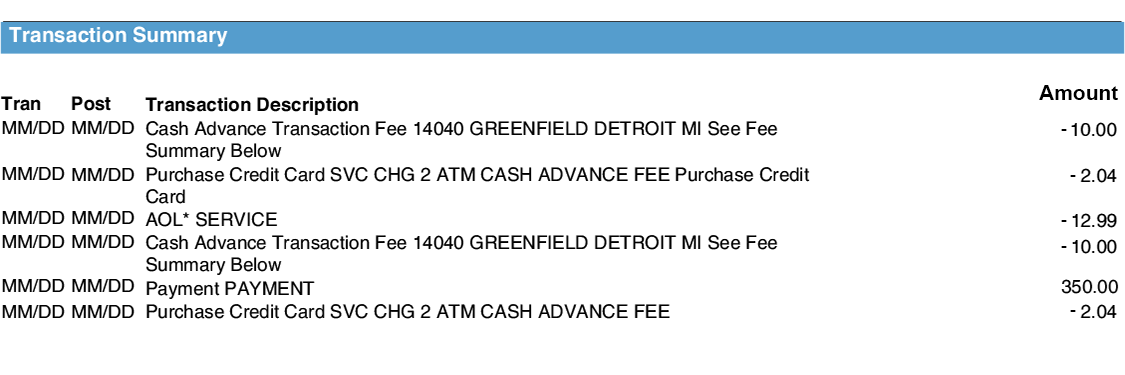 Transaction Summary
Amount
Tran Post Transaction Description
MM/DD MM/DD Cash Advance Transaction Fee 14040 GREENFIELD DETROIT MI See Fee - 10.00
Summary Below
MM/DD MM/DD Purchase Credit Card SVC CHG 2 ATM CASH ADVANCE FEE Purchase Credit - 2.04
Card
MM/DD MM/DD AOL* SERVICE - 12.99
MM/DD MM/DD Cash Advance Transaction Fee 14040 GREENFIELD DETROIT MI See Fee - 10.00
Summary Below
MM/DD MM/DD Payment PAYMENT 350.00
MM/DD MM/DD Purchase Credit Card SVC CHG 2 ATM CASH ADVANCE FEE - 2.04